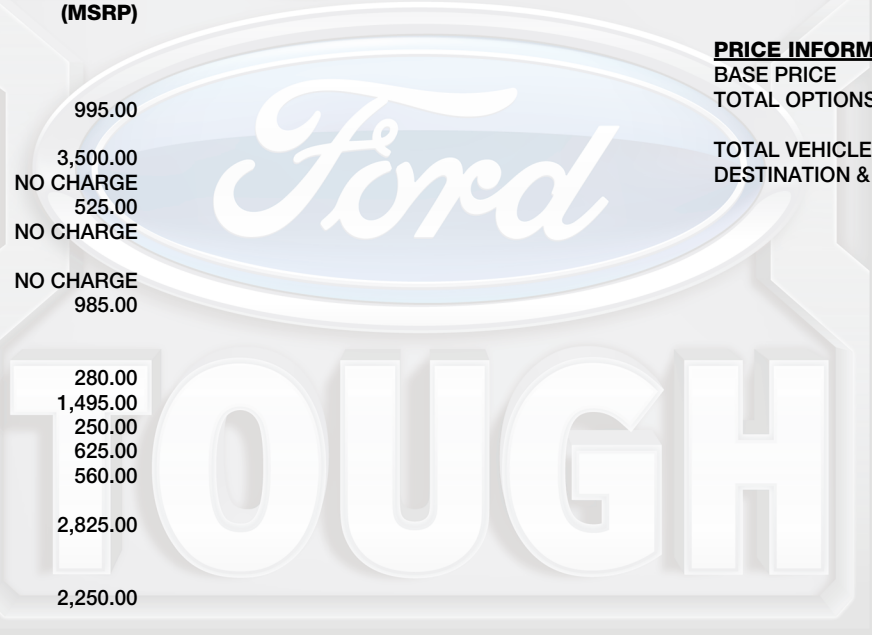 (MSRP)
995.00
3,500.00
NO CHARGE
525.00
NO CHARGE
NO CHARGE
985.00
280.00
1,495.00
250.00
625.00
560.00
2,825.00
2,250.00
PRICE INFORM
BASE PRICE
TOTAL OPTIONS
TOTAL VEHICLE
DESTINATION &
Ford
TOUGH